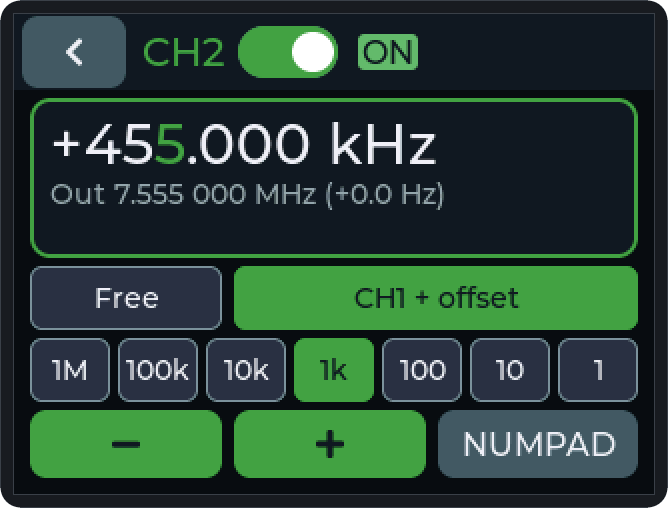 CH2 ON
+455.000 kHz
Out 7.555 000 MHz (+0.0 Hz)
Free CH1 + offset
1M 100k 10k 1k 100 10 1
− + NUMPAD